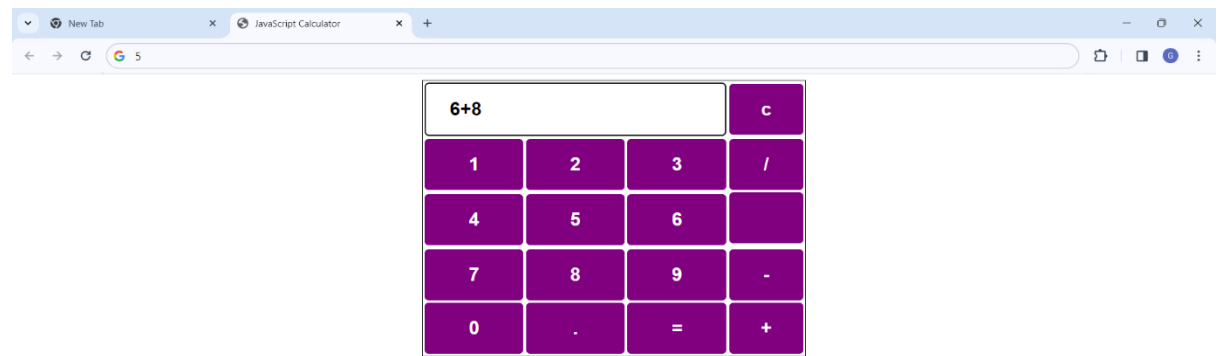 New Tab
JavaScript Calculator
G 5
G
6+8 c
1 2 3 /
4 5 6
7 8 9 -
0 . = +